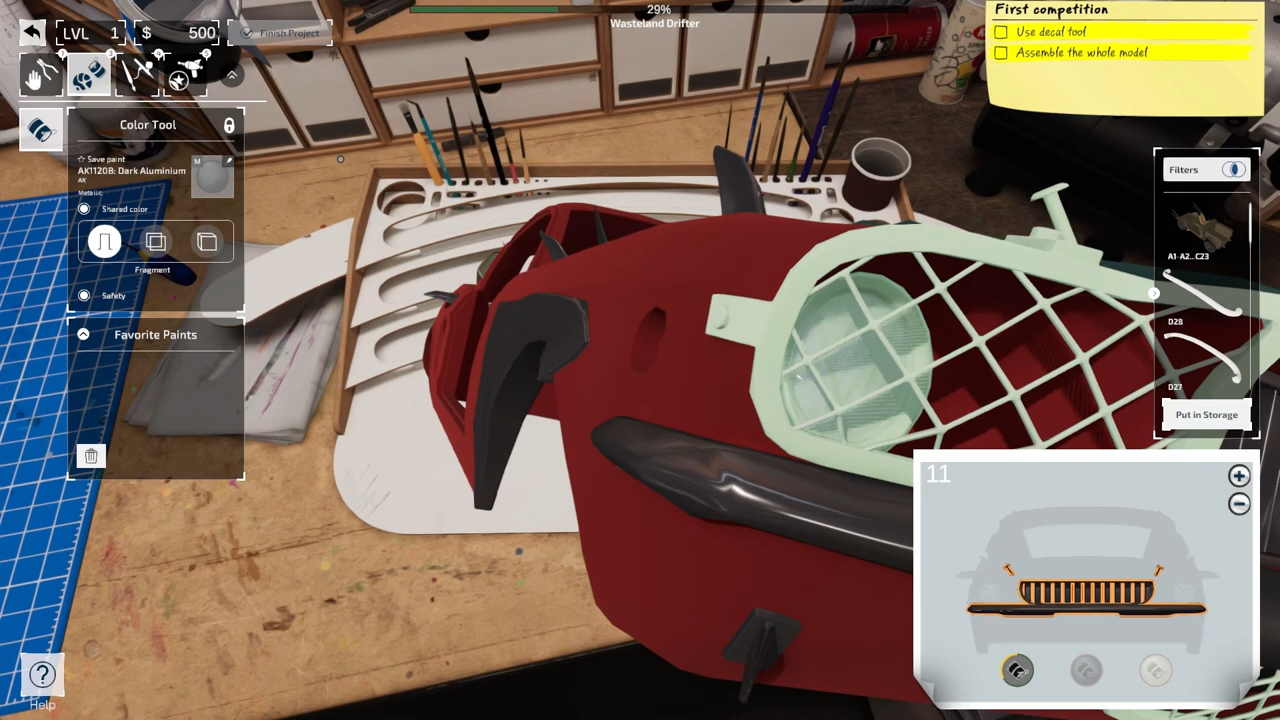 29%
Wasteland Drifter
LVL 1 $ 500 Finish Project
First competition
Use decal tool
Assemble the whole model
Color Tool
Save paint
AK11208: Dark Aluminium
AK
Metallic
M
Shared color
Fragment
Safety
Favorite Paints
Help
Filters
A1-A2.. C23
D28
D27
Put in Storage
11